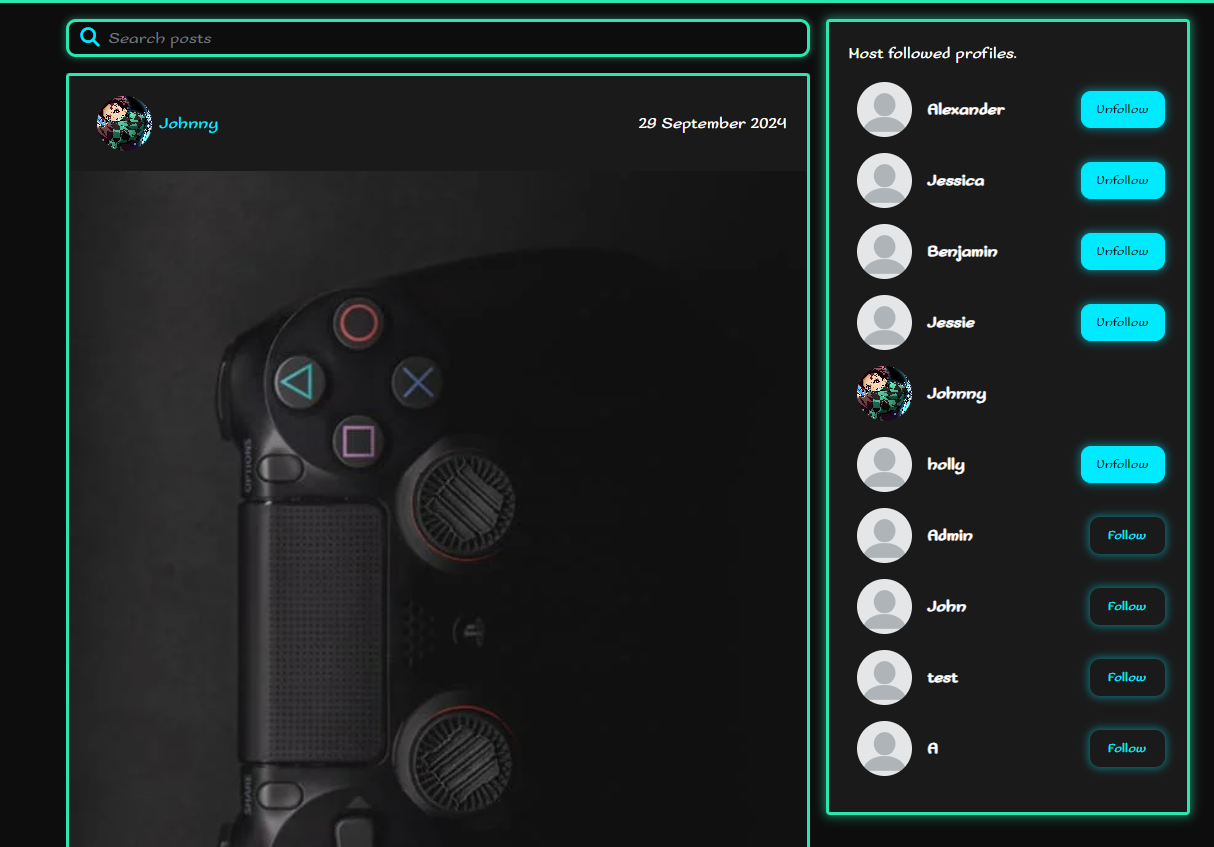 Search posts
Johnny
29 September 2024
OPTIONS
SHARE
Most followed profiles.
Alexander Unfollow
Jessica Unfollow
Benjamin Unfollow
Jessie Unfollow
Johnny
holly Unfollow
Admin Follow
John Follow
test Follow
A Follow